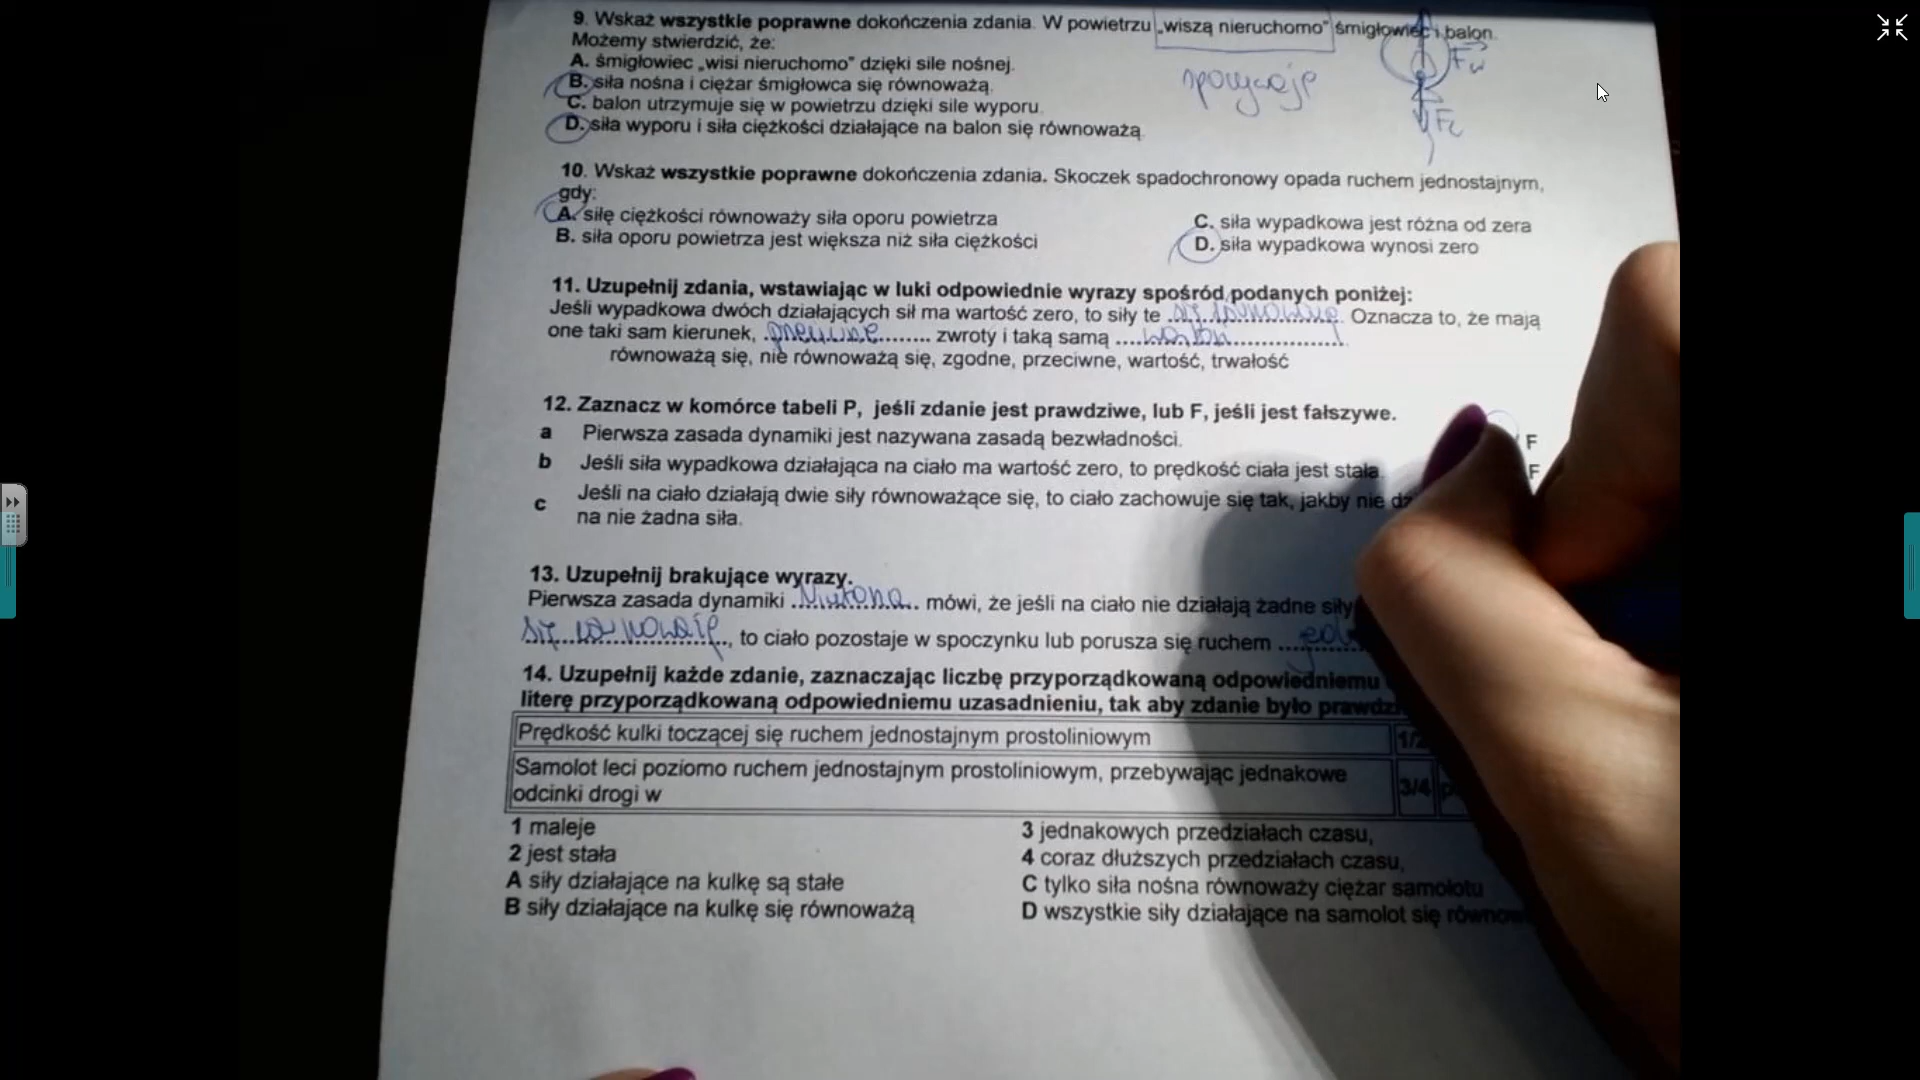 9. Wskaż wszystkie poprawne dokończenia zdania. W powietrzu „wiszą nieruchomo” śmigłowiec i balon.
Możemy stwierdzić, że:
A. śmigłowiec „wisi nieruchomo” dzięki sile nośnej.
B. siła nośna i ciężar śmigłowca się równoważą.
C. balon utrzymuje się w powietrzu dzięki sile wyporu.
D. siła wyporu i siła ciężkości działające na balon się równoważą.
Fw
Fc
10. Wskaż wszystkie poprawne dokończenia zdania. Skoczek spadochronowy opada ruchem jednostajnym,
gdy:
A. siłę ciężkości równoważy siła oporu powietrza
B. siła oporu powietrza jest większa niż siła ciężkości
C. siła wypadkowa jest różna od zera
D. siła wypadkowa wynosi zero
11. Uzupełnij zdania, wstawiając w luki odpowiednie wyrazy spośród podanych poniżej:
Jeśli wypadkowa dwóch działających sił ma wartość zero, to siły te się równoważą. Oznacza to, że mają
one taki sam kierunek, zwroty i taką samą
równoważą się, nie równoważą się, zgodne, przeciwne, wartość, trwałość
12. Zaznacz w komórce tabeli P, jeśli zdanie jest prawdziwe, lub F, jeśli jest fałszywe.
a Pierwsza zasada dynamiki jest nazywana zasadą bezwładności. F
b Jeśli siła wypadkowa działająca na ciało ma wartość zero, to prędkość ciała jest stała. F
c Jeśli na ciało działają dwie siły równoważące się, to ciało zachowuje się tak, jakby nie
na nie żadna siła.
13. Uzupełnij brakujące wyrazy.
Pierwsza zasada dynamiki Niutona mówi, że jeśli na ciało nie działają żadne siły
się równoważą, to ciało pozostaje w spoczynku lub porusza się ruchem
14. Uzupełnij każde zdanie, zaznaczając liczbę przyporządkowaną odpowiedniemu
literę przyporządkowaną odpowiedniemu uzasadnieniu, tak aby zdanie było
Prędkość kulki toczącej się ruchem jednostajnym prostoliniowym 1/2
Samolot leci poziomo ruchem jednostajnym prostoliniowym, przebywając jednakowe 3/4
odcinki drogi w
1 maleje
2 jest stała
A siły działające na kulkę są stałe
B siły działające na kulkę się równoważą
3 jednakowych przedziałach czasu,
4 coraz dłuższych przedziałach czasu,
C tylko siła nośna równoważy ciężar samolotu
D wszystkie siły działające na samolot się